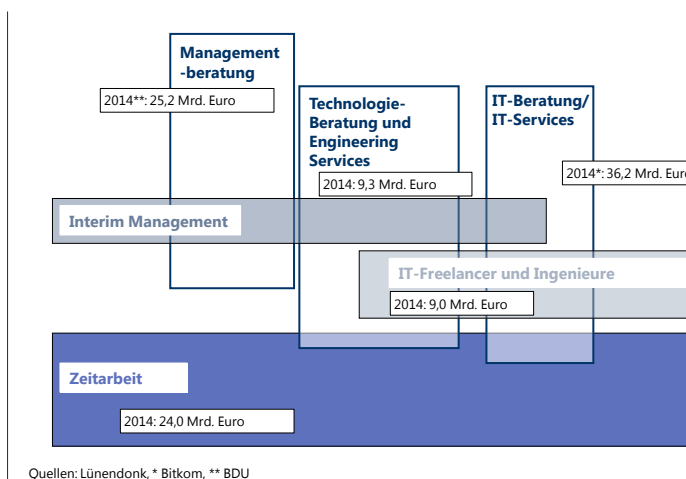 Management
-beratung
2014**: 25,2 Mrd. Euro
Technologie-
Beratung und
Engineering
Services
2014: 9,3 Mrd. Euro
IT-Beratung/
IT-Services
2014*: 36,2 Mrd. Euro
Interim Management
IT-Freelancer und Ingenieure
2014: 9,0 Mrd. Euro
Zeitarbeit
2014: 24,0 Mrd. Euro
Quellen: Lünendonk, * Bitkom, ** BDU